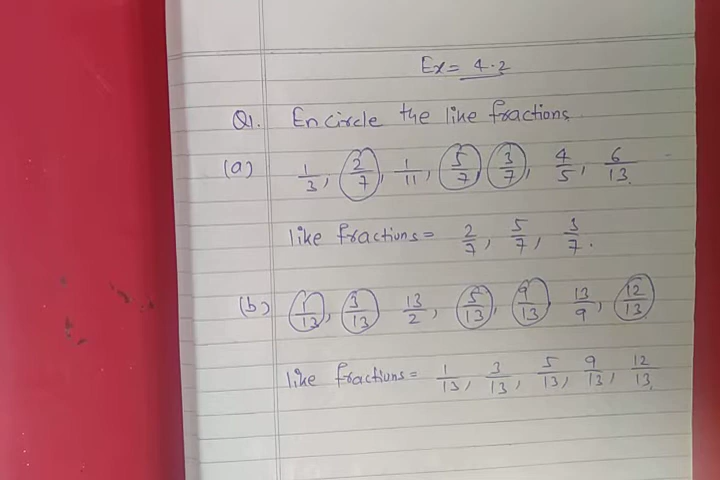 Ex = 4.2
Q1. Encircle the like fractions.
(a) 1/3, 2/7, 1/11, 5/7, 3/7, 4/5, 6/13.
like fractions = 2/7, 5/7, 3/7.
(b) 1/13, 3/13 13/2, 5/13, 9/13, 13/9, 12/13.
like fractions = 1/13, 3/13, 5/13, 9/13, 12/13.